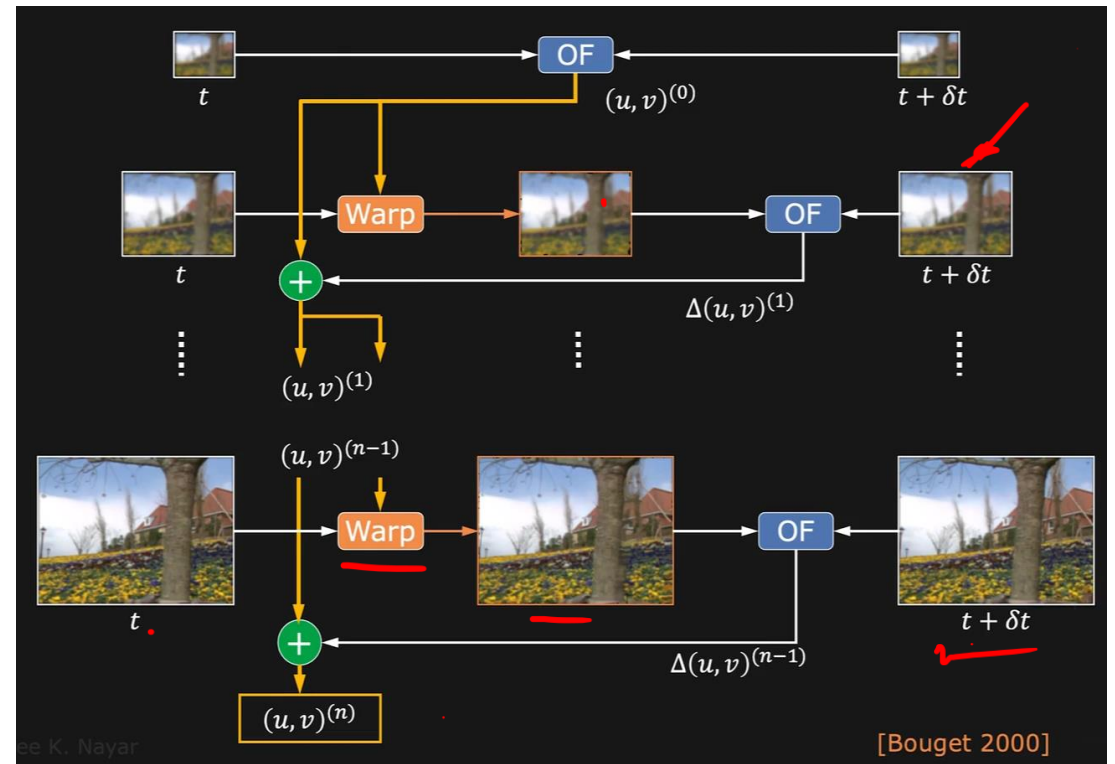 OF
t
(u, v)^(0)
t + δt
Warp
OF
t
+
t + δt
Δ(u, v)^(1)
(u, v)^(1)
(u, v)^(n−1)
Warp
OF
t
+
t + δt
Δ(u, v)^(n−1)
(u, v)^(n)
ee K. Nayar
[Bouget 2000]